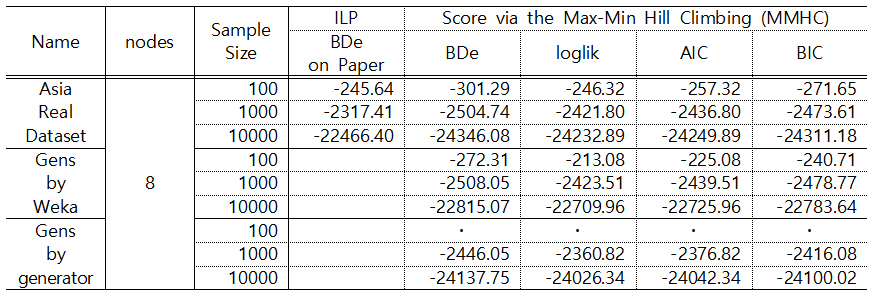 Name nodes Sample Size ILP Score via the Max-Min Hill Climbing (MMHC)
BDe on Paper BDe loglik AIC BIC
Asia 100 -245.64 -301.29 -246.32 -257.32 -271.65
Real 1000 -2317.41 -2504.74 -2421.80 -2436.80 -2473.61
Dataset 10000 -22466.40 -24346.08 -24232.89 -24249.89 -24311.18
Gens 100 -272.31 -213.08 -225.08 -240.71
by 8 1000 -2508.05 -2423.51 -2439.51 -2478.77
Weka 10000 -22815.07 -22709.96 -22725.96 -22783.64
Gens 100 · · · ·
by 1000 -2446.05 -2360.82 -2376.82 -2416.08
generator 10000 -24137.75 -24026.34 -24042.34 -24100.02